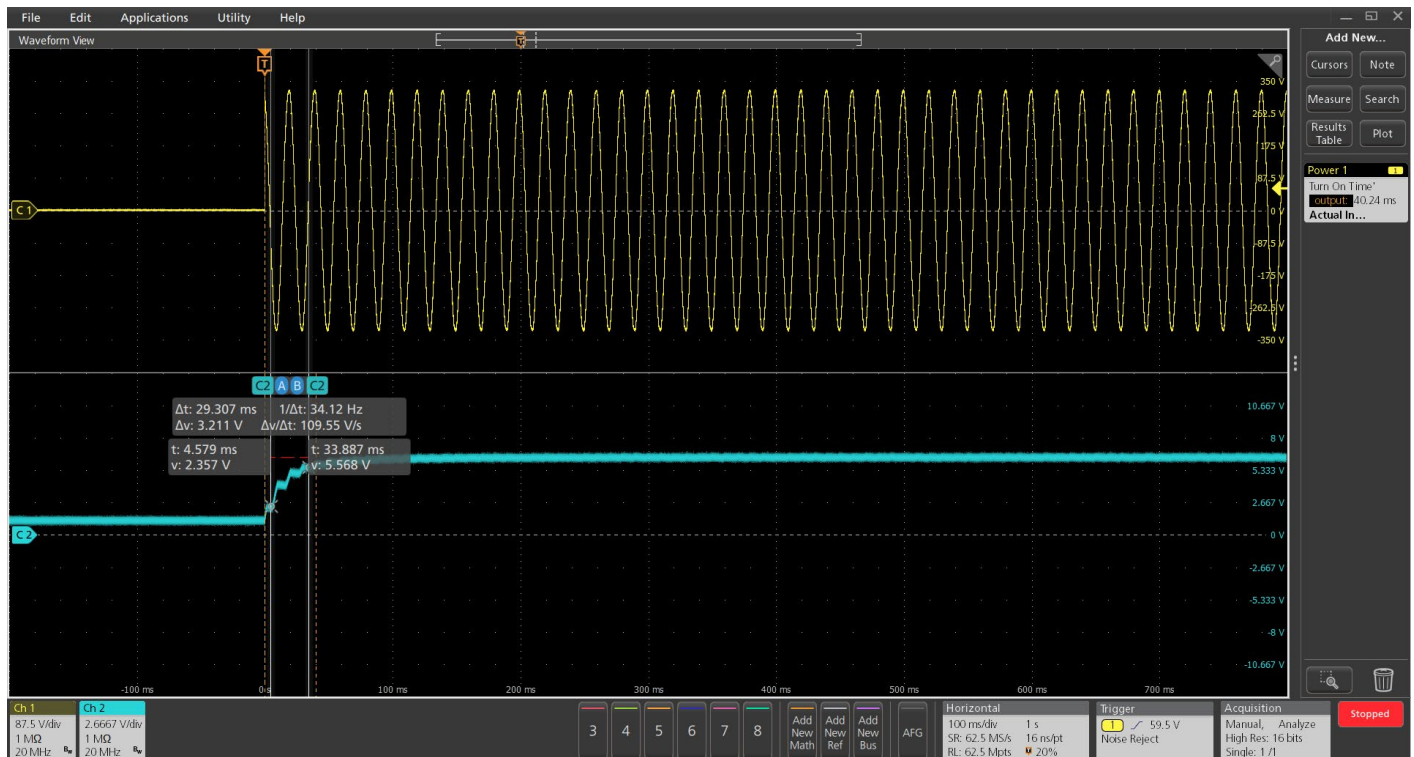 File Edit Applications Utility Help
Waveform View
T
T
350 V
262.5 V
175 V
87.5 V
C 1
0 V
-87.5 V
-175 V
-262.5 V
-350 V
C2 A B C2
Δt: 29.307 ms 1/Δt: 34.12 Hz
Δv: 3.211 V Δv/Δt: 109.55 V/s
t: 4.579 ms
v: 2.357 V
t: 33.887 ms
v: 5.568 V
10.667 V
8 V
5.333 V
2.667 V
C 2
0 V
-2.667 V
-5.333 V
-8 V
-10.667 V
-100 ms 0 s 100 ms 200 ms 300 ms 400 ms 500 ms 600 ms 700 ms
Add New...
Cursors Note
Measure Search
Results Table Plot
Power 1 1
Turn On Time'
output: 40.24 ms
Actual In...
Ch 1
87.5 V/div
1 MΩ
20 MHz Bw
Ch 2
2.6667 V/div
1 MΩ
20 MHz Bw
3 4 5 6 7 8
Add New Math
Add New Ref
Add New Bus
AFG
Horizontal
100 ms/div 1 s
SR: 62.5 MS/s 16 ns/pt
RL: 62.5 Mpts 20%
Trigger
1 59.5 V
Noise Reject
Acquisition
Manual, Analyze
High Res: 16 bits
Single: 1 /1
Stopped